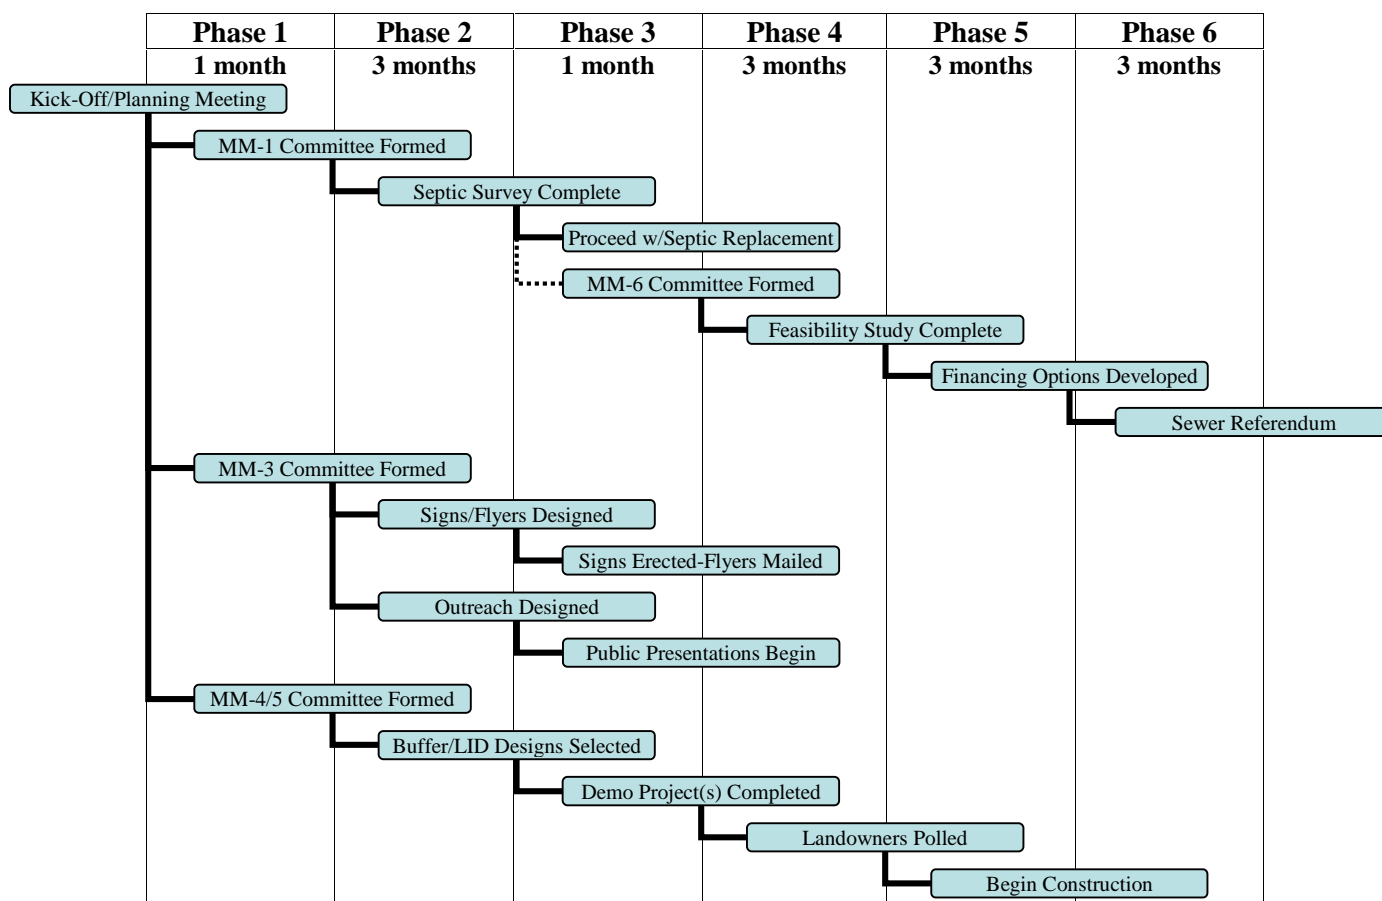 Phase 1 Phase 2 Phase 3 Phase 4 Phase 5 Phase 6
1 month 3 months 1 month 3 months 3 months 3 months
Kick-Off/Planning Meeting
MM-1 Committee Formed
Septic Survey Complete
Proceed w/Septic Replacement
MM-6 Committee Formed
Feasibility Study Complete
Financing Options Developed
Sewer Referendum
MM-3 Committee Formed
Signs/Flyers Designed
Signs Erected-Flyers Mailed
Outreach Designed
Public Presentations Begin
MM-4/5 Committee Formed
Buffer/LID Designs Selected
Demo Project(s) Completed
Landowners Polled
Begin Construction